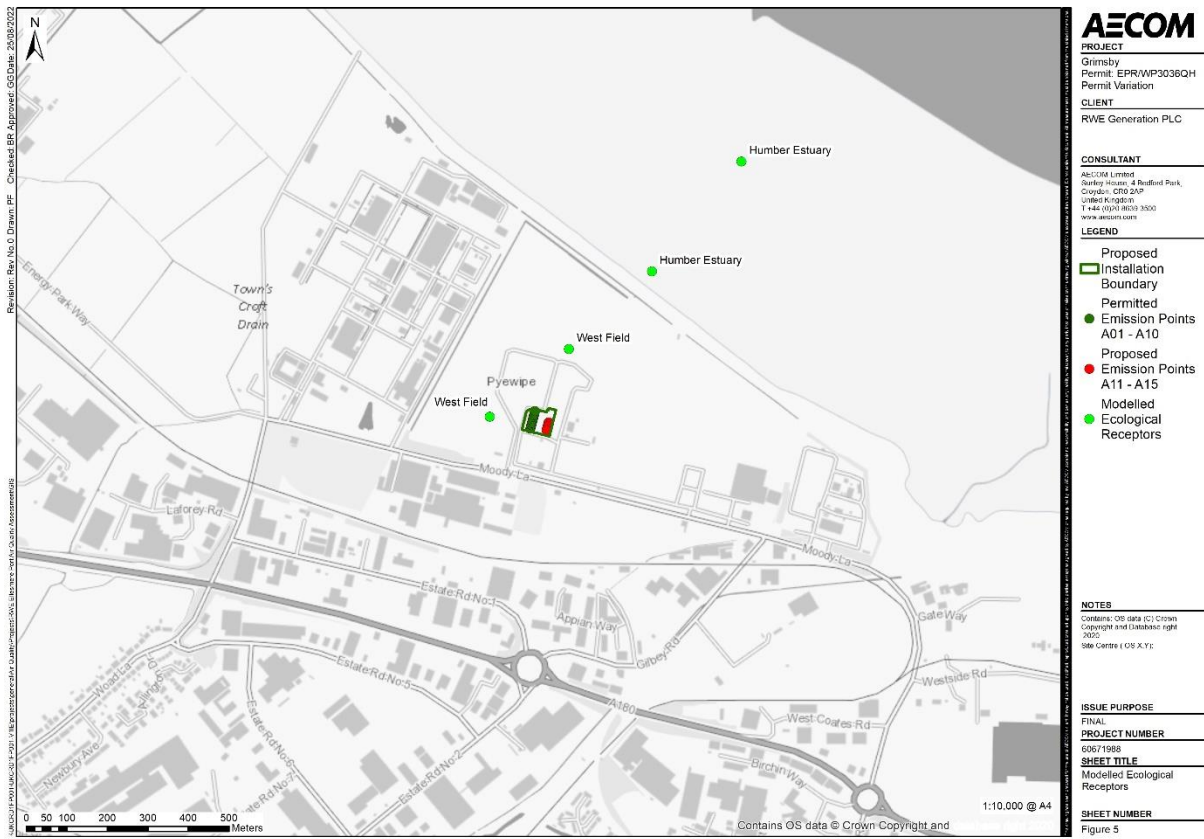 N
Revision: Rev No.0 Drawn: PF Checked: BR Approved: GG Date: 25/08/2022
Humber Estuary
Humber Estuary
Energy Park Way
Town's
Croft
Drain
West Field
Pyewipe
West Field
Moody La
Laforey Rd
Moody La
Estate Rd No.1
Appian Way
Gilbey Rd
Gate Way
Westside Rd
Estate Rd No.5
Woad La
A180
West Coates Rd
Newbury Ave
Estate Rd No.6
Estate Rd No.2
Birchin Way
Estate Rd No.7
0 50 100 200 300 400 500
Meters
1:10,000 @ A4
Contains OS data © Crown Copyright and
AECOM
PROJECT
Grimsby
Permit: EPR/WP3036QH
Permit Variation
CLIENT
RWE Generation PLC
CONSULTANT
AECOM Limited
Sunley House, 4 Bedford Park,
Croydon, CR0 2AP
United Kingdom
T +44 (0)20 8639 3500
www.aecom.com
LEGEND
Proposed
Installation
Boundary
Permitted
Emission Points
A01 - A10
Proposed
Emission Points
A11 - A15
Modelled
Ecological
Receptors
NOTES
Contains: OS data (C) Crown
Copyright and Database right
2020
Site Centre ( OS X,Y):
ISSUE PURPOSE
FINAL
PROJECT NUMBER
60671988
SHEET TITLE
Modelled Ecological
Receptors
SHEET NUMBER
Figure 5